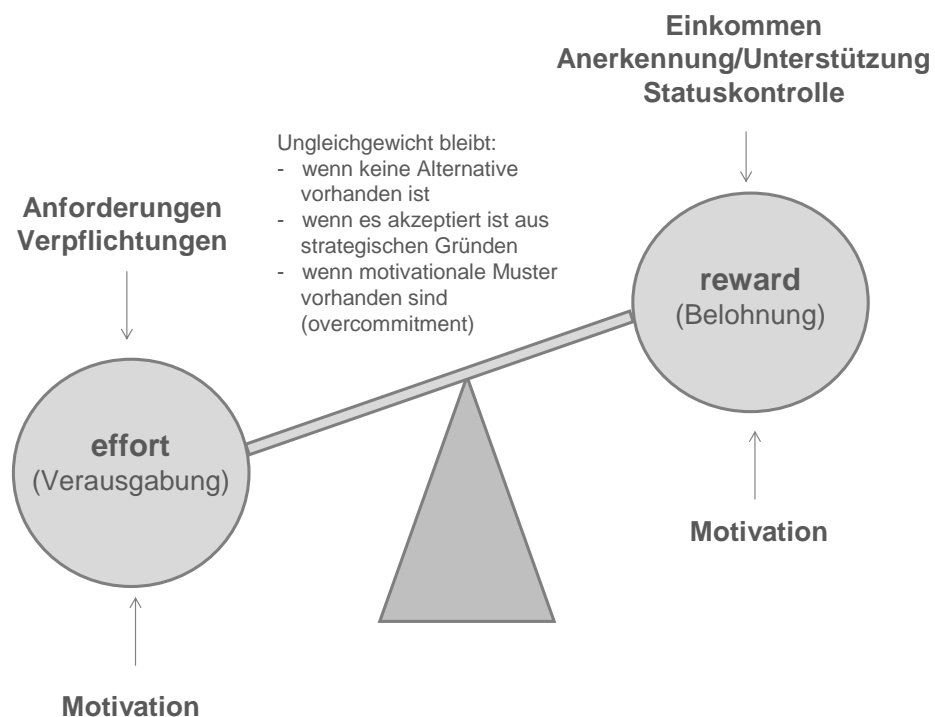 Einkommen
Anerkennung/Unterstützung
Statuskontrolle
Ungleichgewicht bleibt:
- wenn keine Alternative
vorhanden ist
- wenn es akzeptiert ist aus
strategischen Gründen
- wenn motivationale Muster
vorhanden sind
(overcommitment)
Anforderungen
Verpflichtungen
reward
(Belohnung)
effort
(Verausgabung)
Motivation
Motivation